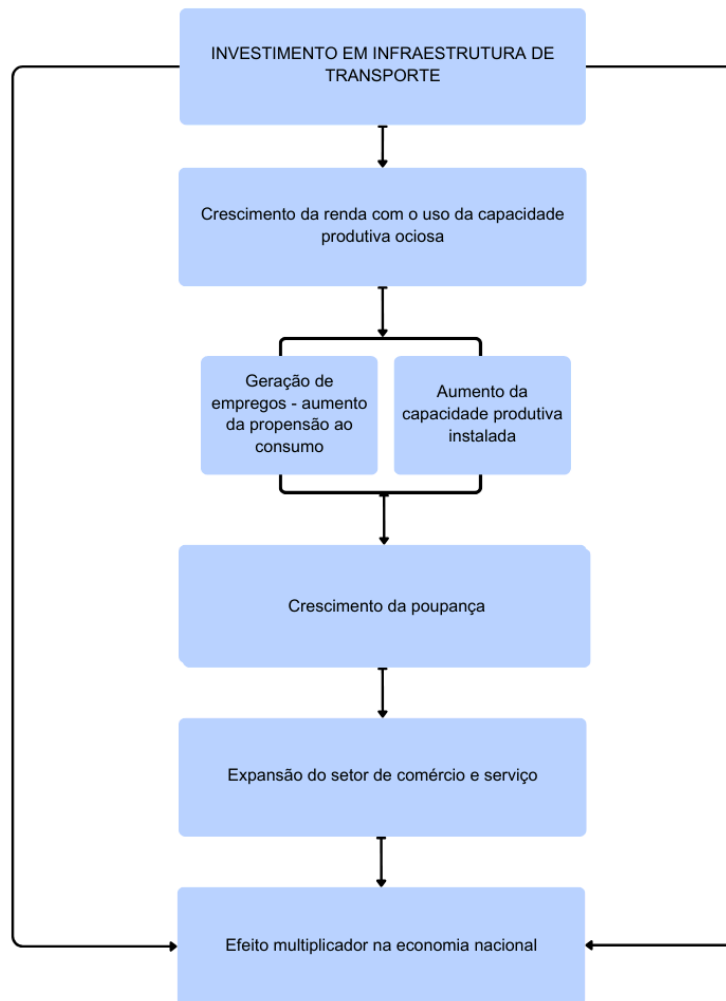 INVESTIMENTO EM INFRAESTRUTURA DE
TRANSPORTE
Crescimento da renda com o uso da capacidade
produtiva ociosa
Geração de
empregos - aumento
da propensão ao
consumo
Aumento da
capacidade produtiva
instalada
Crescimento da poupança
Expansão do setor de comércio e serviço
Efeito multiplicador na economia nacional